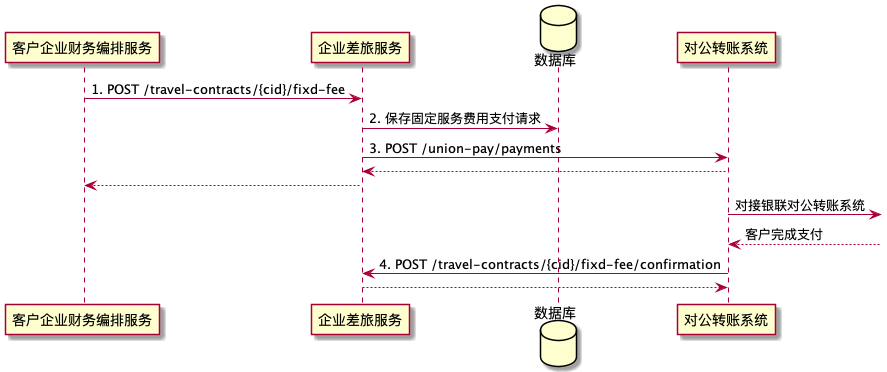 客户企业财务编排服务
企业差旅服务
数据库
对公转账系统
1. POST /travel-contracts/{cid}/fixd-fee
2. 保存固定服务费用支付请求
3. POST /union-pay/payments
对接银联对公转账系统
客户完成支付
4. POST /travel-contracts/{cid}/fixd-fee/confirmation
客户企业财务编排服务
企业差旅服务
数据库
对公转账系统